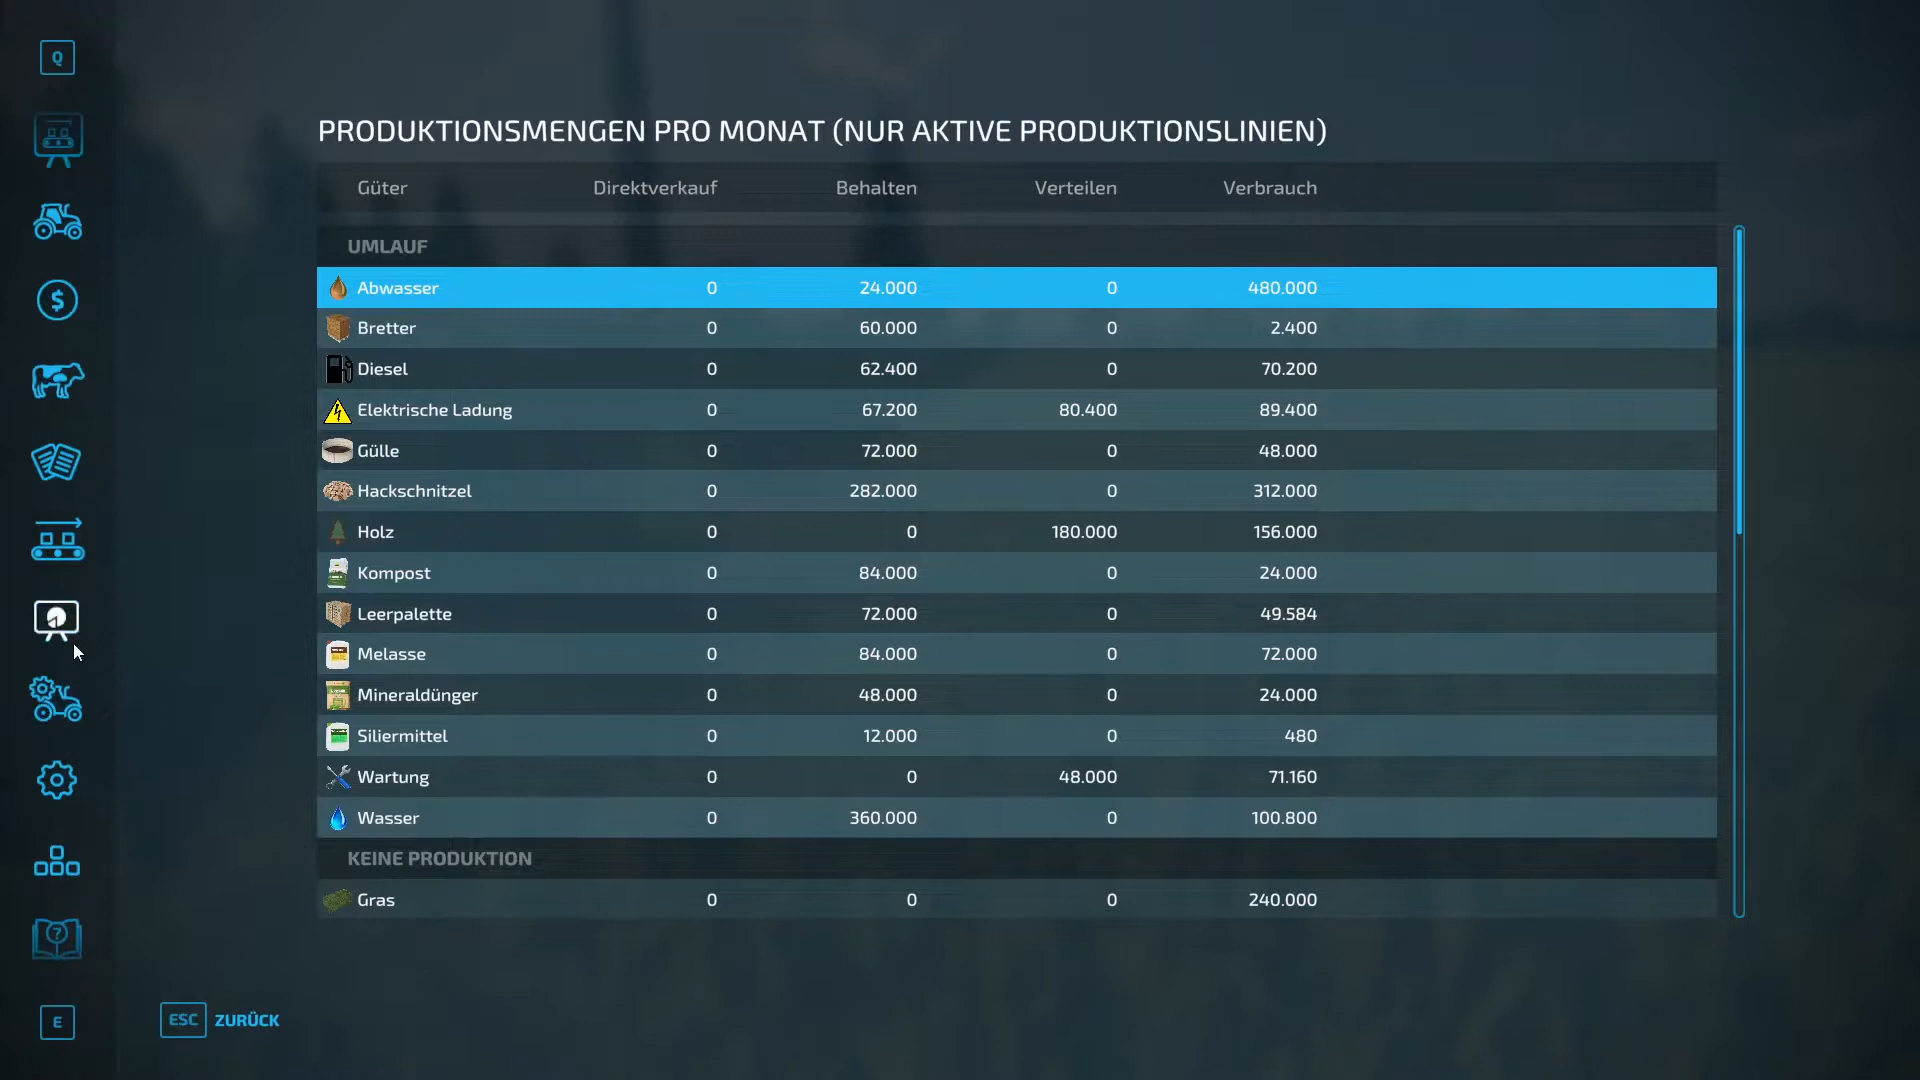 Q
PRODUKTIONSMENGEN PRO MONAT (NUR AKTIVE PRODUKTIONSLINIEN)
Güter Direktverkauf Behalten Verteilen Verbrauch
UMLAUF
Abwasser 0 24.000 0 480.000
Bretter 0 60.000 0 2.400
Diesel 0 62.400 0 70.200
Elektrische Ladung 0 67.200 80.400 89.400
Gülle 0 72.000 0 48.000
Hackschnitzel 0 282.000 0 312.000
Holz 0 0 180.000 156.000
Kompost 0 84.000 0 24.000
Leerpalette 0 72.000 0 49.584
Melasse 0 84.000 0 72.000
Mineraldünger 0 48.000 0 24.000
Siliermittel 0 12.000 0 480
Wartung 0 0 48.000 71.160
Wasser 0 360.000 0 100.800
KEINE PRODUKTION
Gras 0 0 0 240.000
E
ESC ZURÜCK